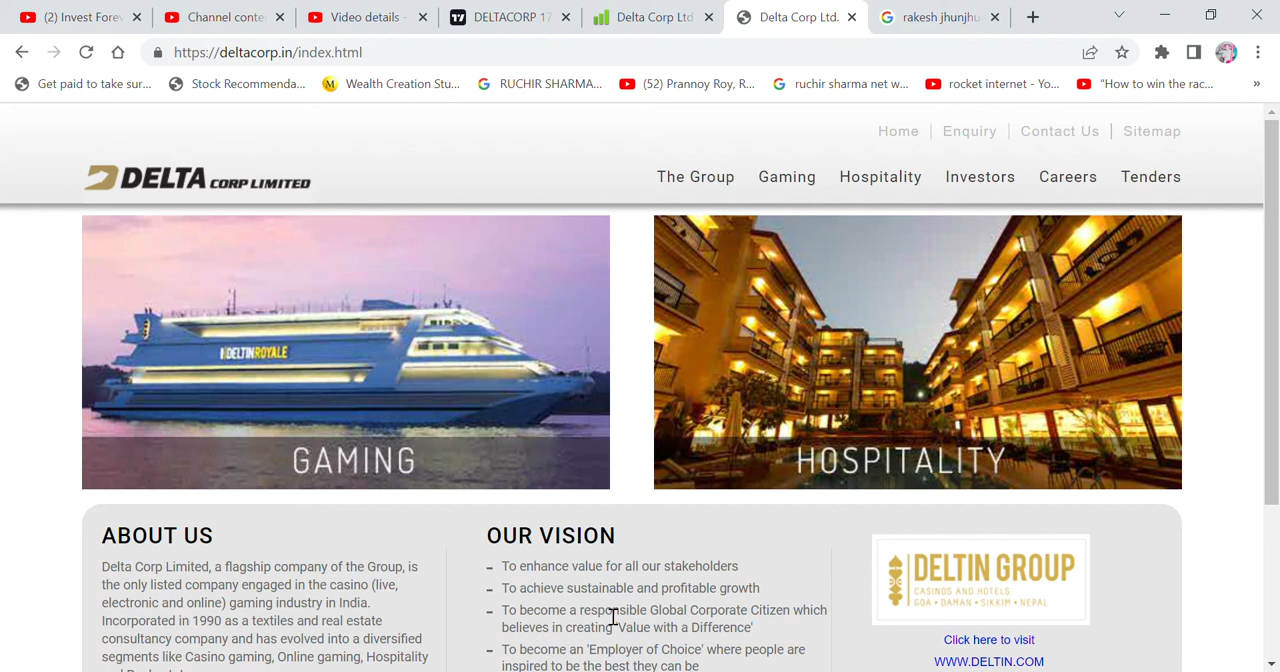 (2) Invest Forev
Channel conte
Video details -
DELTACORP 17
Delta Corp Ltd
Delta Corp Ltd.
rakesh jhunjhu
https://deltacorp.in/index.html
Get paid to take sur...
Stock Recommenda...
Wealth Creation Stu...
RUCHIR SHARMA...
(52) Prannoy Roy, R...
ruchir sharma net w...
rocket internet - Yo...
"How to win the rac...
»
Home | Enquiry | Contact Us | Sitemap
DELTA CORP LIMITED
The Group Gaming Hospitality Investors Careers Tenders
DELTINROYALE
GAMING
HOSPITALITY
ABOUT US
Delta Corp Limited, a flagship company of the Group, is
the only listed company engaged in the casino (live,
electronic and online) gaming industry in India.
Incorporated in 1990 as a textiles and real estate
consultancy company and has evolved into a diversified
segments like Casino gaming, Online gaming, Hospitality
OUR VISION
- To enhance value for all our stakeholders
- To achieve sustainable and profitable growth
- To become a responsible Global Corporate Citizen which
believes in creating 'Value with a Difference'
- To become an 'Employer of Choice' where people are
inspired to be the best they can be
DELTIN GROUP
CASINOS AND HOTELS
GOA • DAMAN • SIKKIM • NEPAL
Click here to visit
WWW.DELTIN.COM